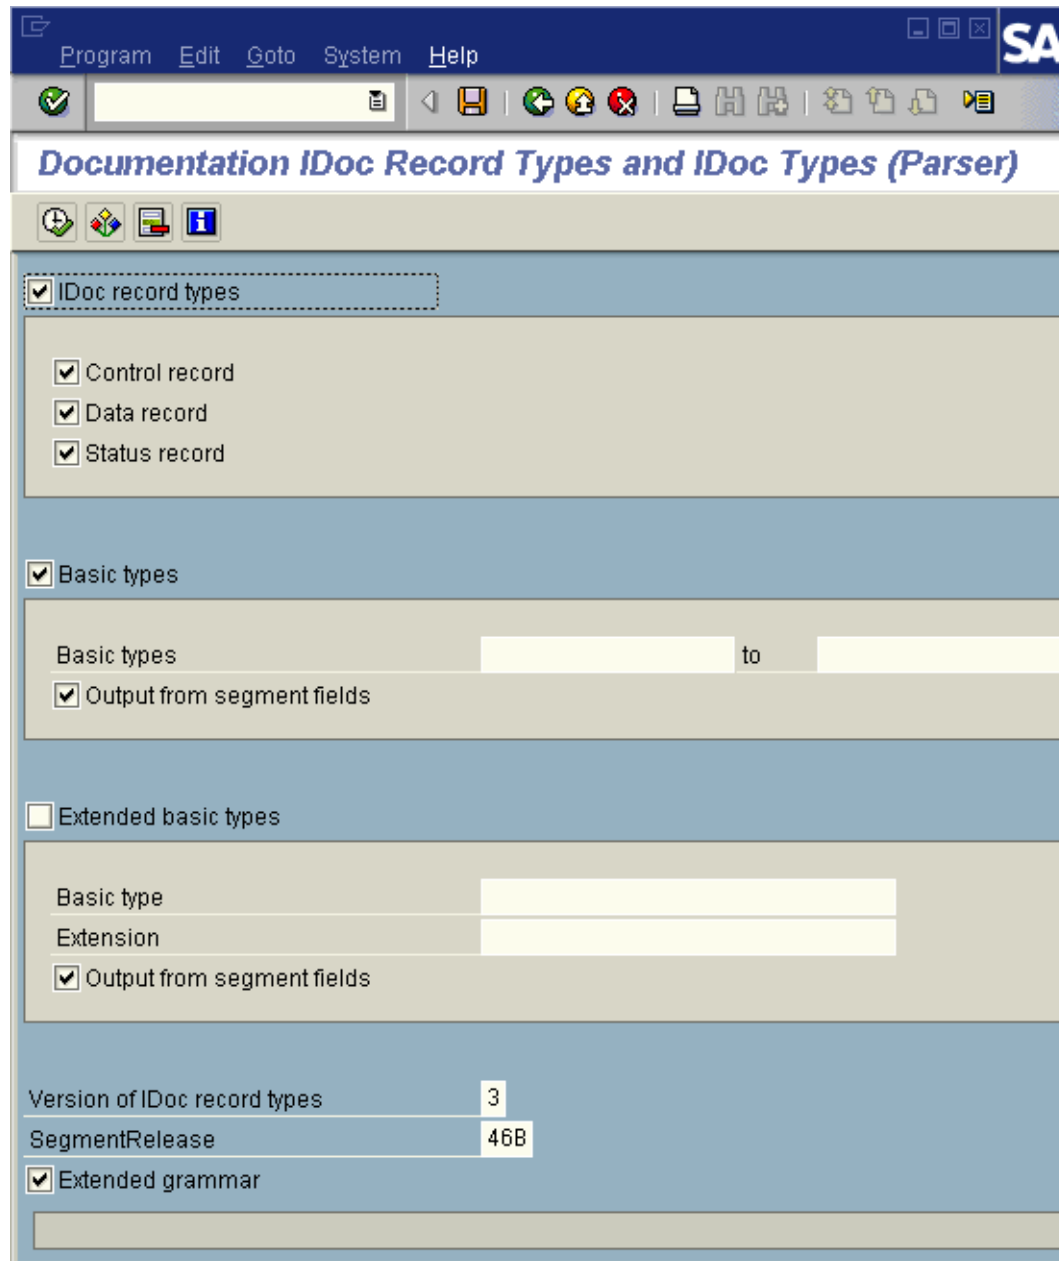 Program Edit Goto System Help
SA
Documentation IDoc Record Types and IDoc Types (Parser)
IDoc record types
Control record
Data record
Status record
Basic types
Basic types to
Output from segment fields
Extended basic types
Basic type
Extension
Output from segment fields
Version of IDoc record types 3
SegmentRelease 46B
Extended grammar